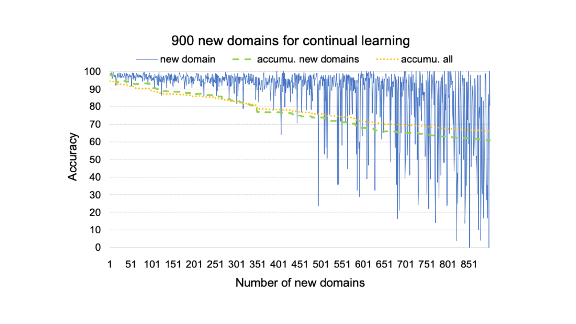 900 new domains for continual learning
new domain accumu. new domains accumu. all
100
90
80
70
60
50
40
30
20
10
0
Accuracy
1 51 101 151 201 251 301 351 401 451 501 551 601 651 701 751 801 851
Number of new domains